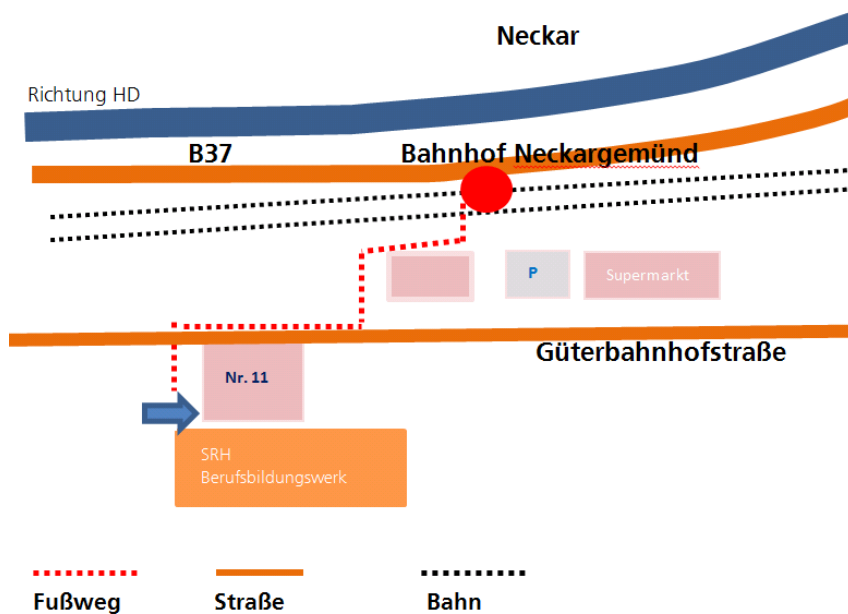 Neckar
Richtung HD
B37
Bahnhof Neckargemünd
P
Supermarkt
Güterbahnhofstraße
Nr. 11
SRH
Berufsbildungswerk
Fußweg
Straße
Bahn